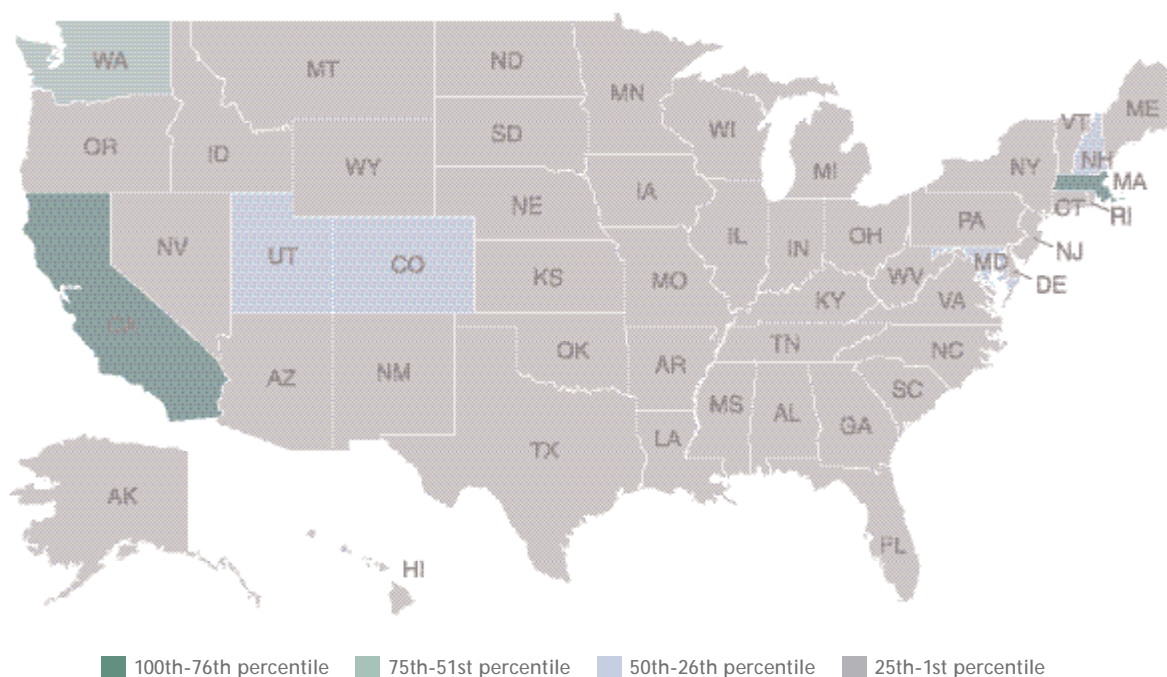 WA
MT
ND
MN
OR
ID
WY
SD
WI
MI
NY
VT
NH
ME
MA
CT
RI
NV
UT
CO
NE
IA
KS
MO
IL
IN
OH
PA
NJ
MD
DE
WV
VA
KY
CA
AZ
NM
OK
AR
TN
NC
SC
MS
AL
GA
LA
TX
FL
AK
HI
100th-76th percentile
75th-51st percentile
50th-26th percentile
25th-1st percentile